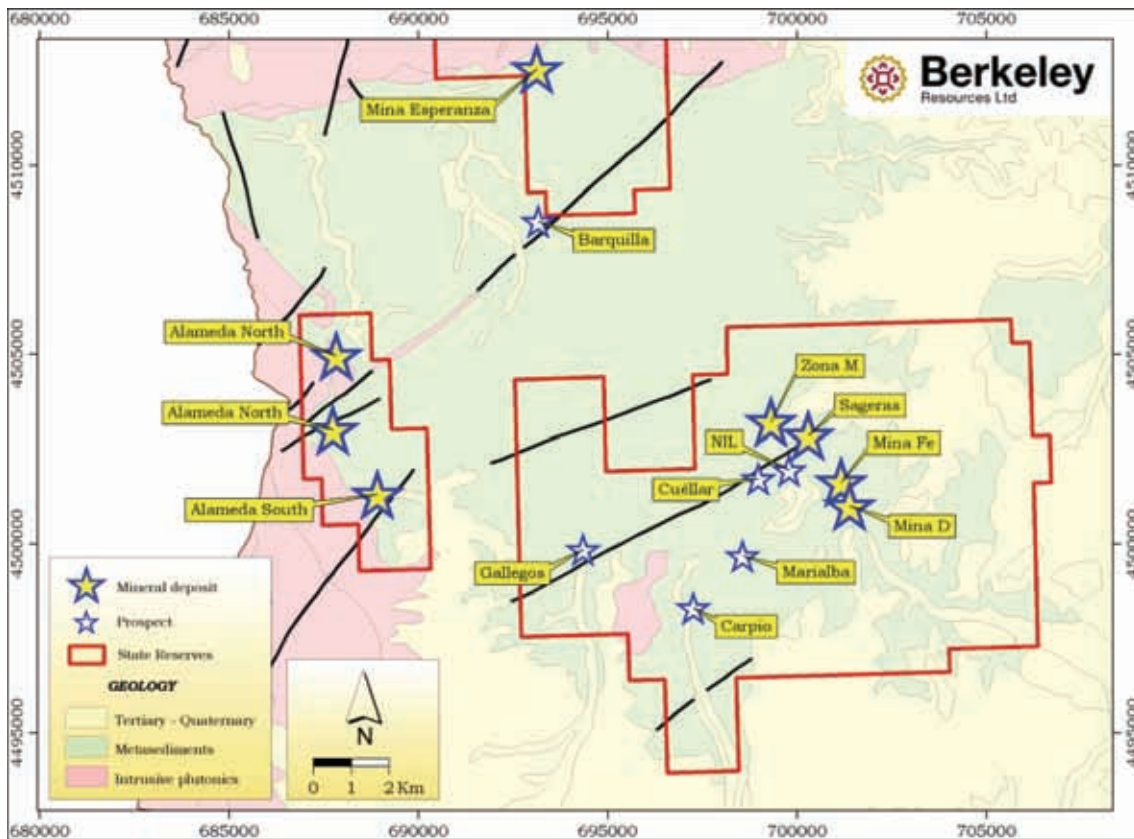 680000 685000 690000 695000 700000 705000
Berkeley
Resources Ltd
Mina Esperanza
4510000
4510000
Barquilla
Alameda North
4505000
4505000
Zona M
Sageras
Alameda North
NIL
Mina Fe
Cuéllar
Alameda South
Mina D
4500000
4500000
Gallegos
Marialba
Carpio
Mineral deposit
Prospect
State Reserves
GEOLOGY
Tertiary - Quaternary
Metasediments
Intrusive plutonics
N
0 1 2 Km
4495000
4495000
680000 685000 690000 695000 700000 705000